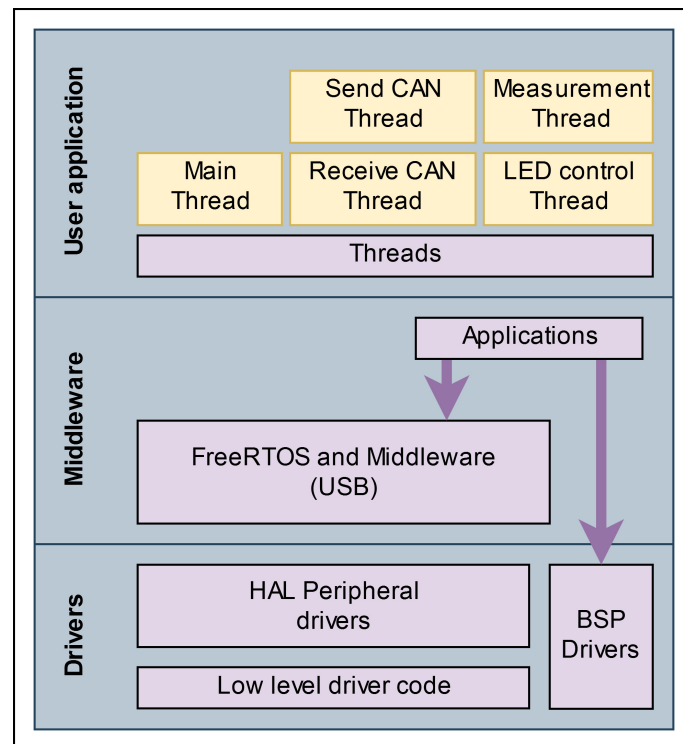 User application
Send CAN
Thread
Measurement
Thread
Main
Thread
Receive CAN
Thread
LED control
Thread
Threads
Middleware
Applications
FreeRTOS and Middleware
(USB)
Drivers
HAL Peripheral
drivers
BSP
Drivers
Low level driver code